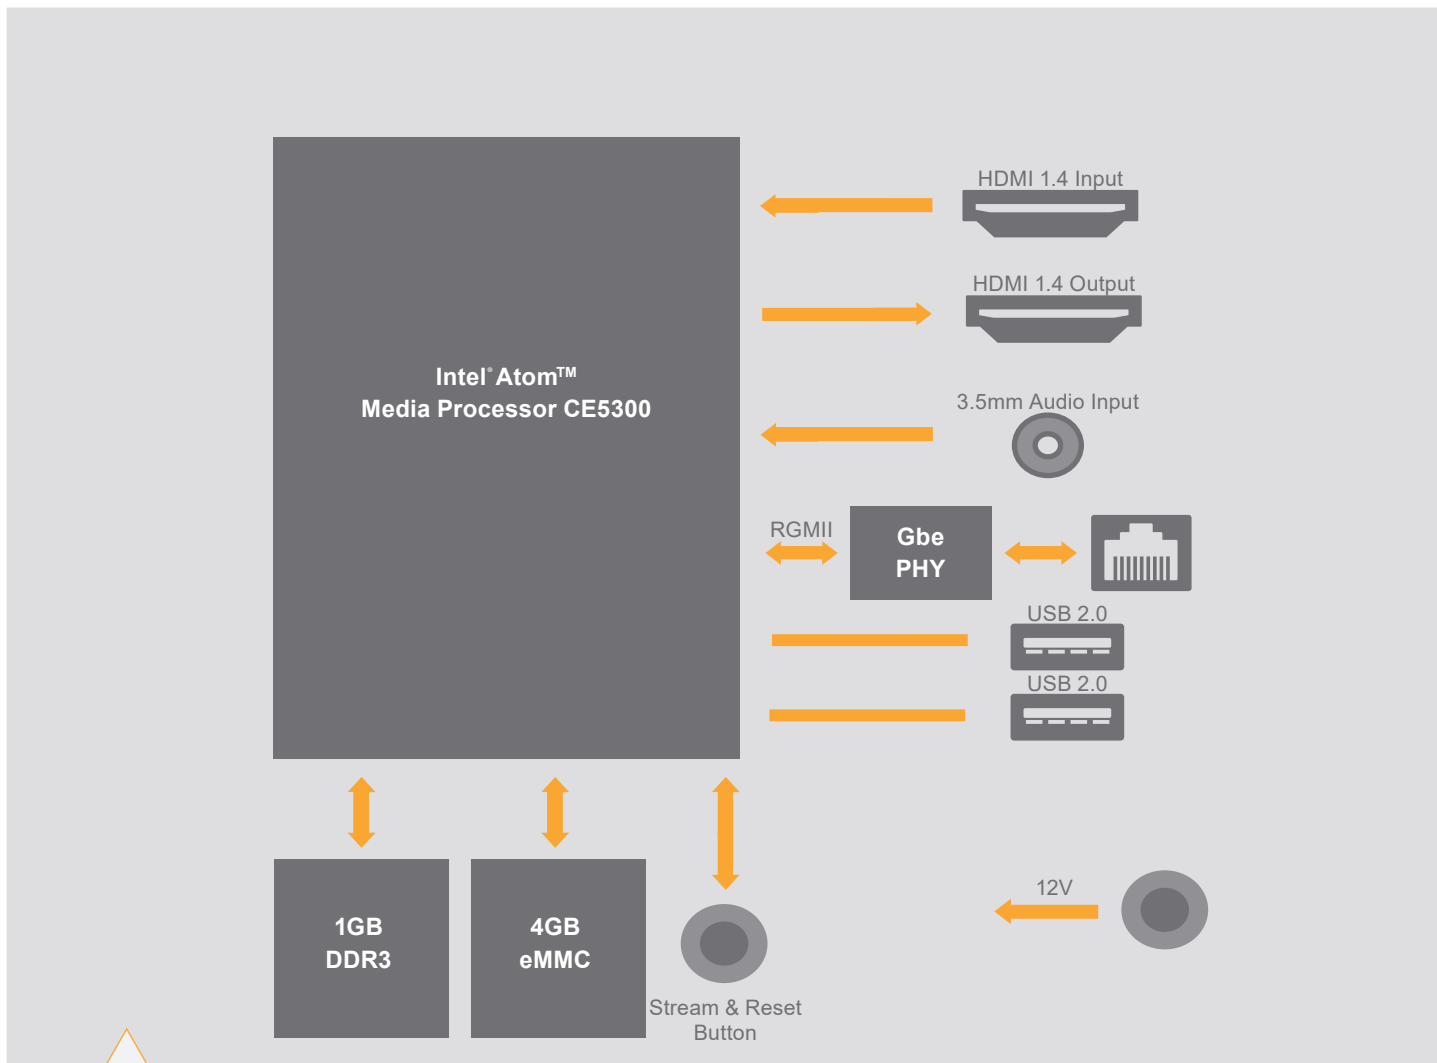 HDMI 1.4 Input
HDMI 1.4 Output
Intel® Atom™
Media Processor CE5300
3.5mm Audio Input
RGMII
Gbe
PHY
USB 2.0
USB 2.0
12V
1GB
DDR3
4GB
eMMC
Stream & Reset
Button